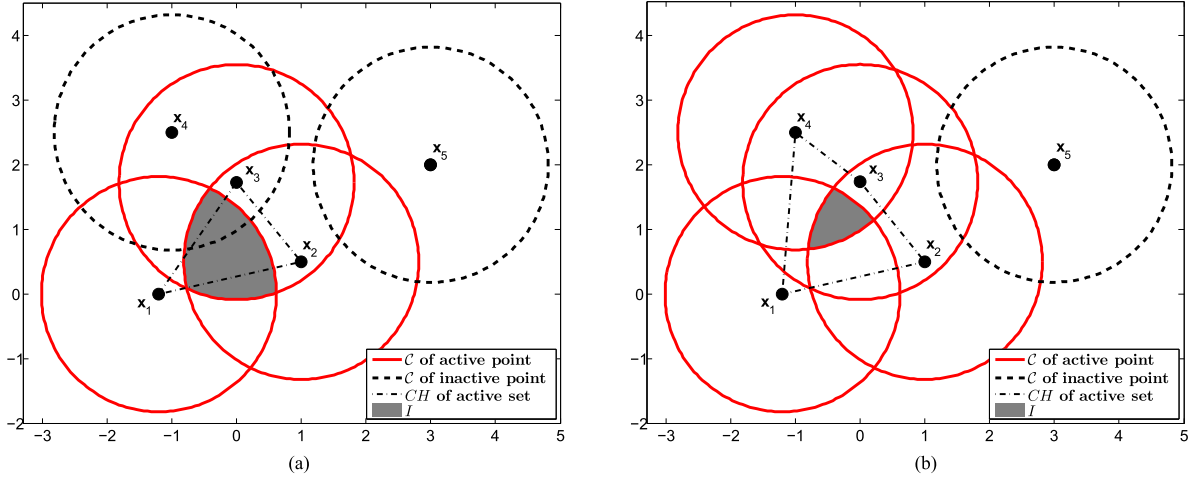 4
3
2
1
0
−1
−2
−3 −2 −1 0 1 2 3 4 5
x4
x5
x3
x2
x1
C of active point
C of inactive point
CH of active set
I
(a)
4
3
2
1
0
−1
−2
−3 −2 −1 0 1 2 3 4 5
x4
x5
x3
x2
x1
C of active point
C of inactive point
CH of active set
I
(b)